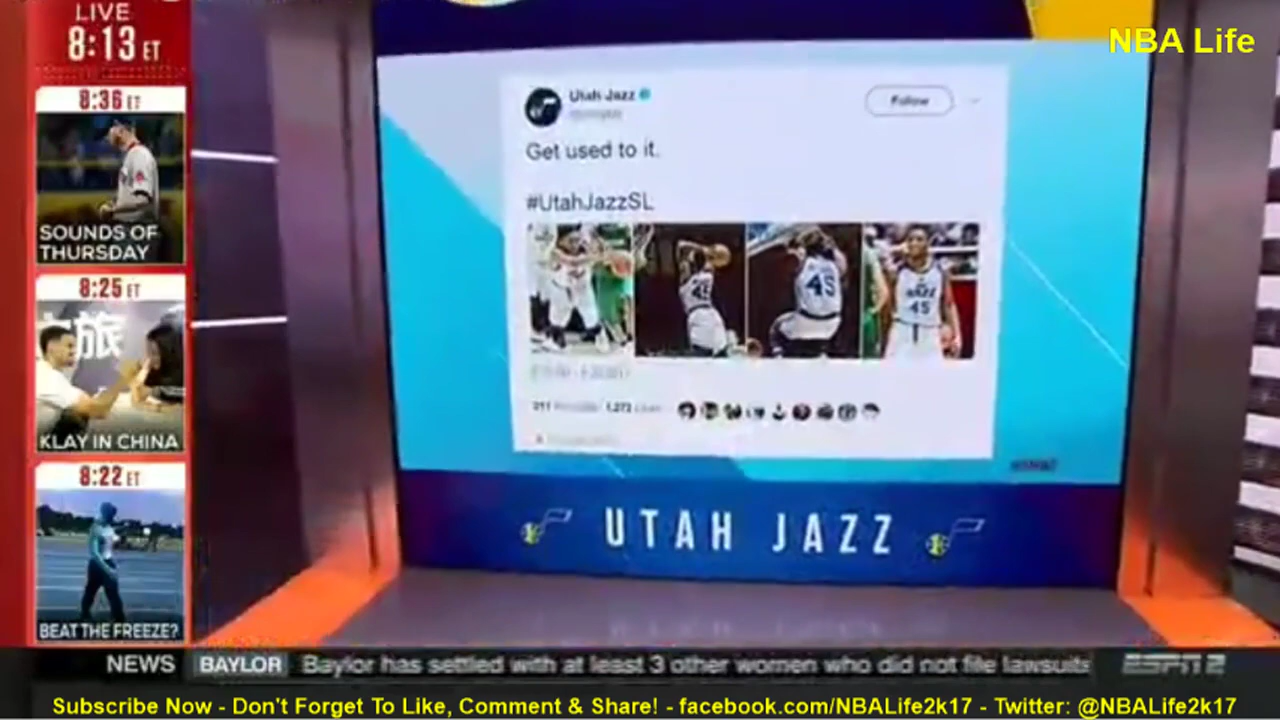 LIVE
8:13 ET
NBA Life
8:36 ET
SOUNDS OF
THURSDAY
8:25 ET
旅
KLAY IN CHINA
8:22 ET
BEAT THE FREEZE?
Utah Jazz
Follow
Get used to it.
#UtahJazzSL
45
45
JAZZ
45
UTAH JAZZ
NEWS BAYLOR Baylor has settled with at least 3 other women who did not file lawsuits ESPN2
Subscribe Now - Don't Forget To Like, Comment & Share! - facebook.com/NBALife2k17 - Twitter: @NBALife2k17